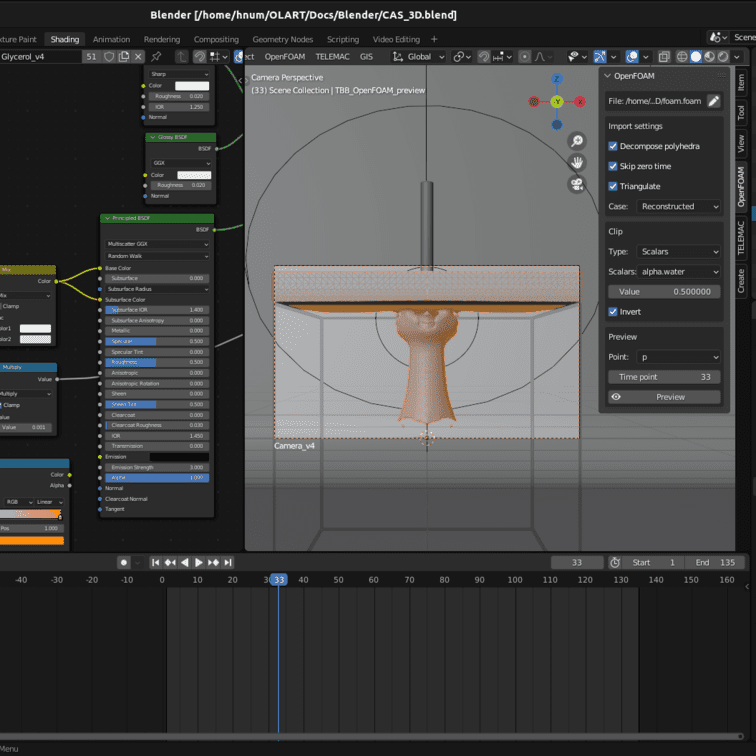 Blender [/home/hnum/OLART/Docs/Blender/CAS_3D.blend]
ture Paint Shading Animation Rendering Compositing Geometry Nodes Scripting Video Editing + Scene
Glycerol_v4 51 ect OpenFOAM TELEMAC GIS Global
Camera Perspective
(33) Scene Collection | TBB_OpenFOAM_preview
Sharp
Color
Roughness 0.020
IOR 1.250
Normal
Glossy BSDF
BSDF
GGX
Color
Roughness 0.020
Normal
Principled BSDF
BSDF
Multiscatter GGX
Random Walk
Base Color
Subsurface 0.000
Subsurface Radius
Subsurface Color
Subsurface IOR 1.400
Subsurface Anisotropy 0.000
Metallic 0.000
Specular 0.500
Specular Tint 0.000
Roughness 0.500
Anisotropic 0.000
Anisotropic Rotation 0.000
Sheen 0.000
Sheen Tint 0.500
Clearcoat 0.000
Clearcoat Roughness 0.030
IOR 1.450
Transmission 0.000
Emission
Emission Strength 3.000
Alpha 1.000
Normal
Clearcoat Normal
Tangent
Mix
Color
Mix
Clamp
olor1
olor2
Multiply
Value
Multiply
Clamp
alue
Value 0.001
Color
Alpha
RGB Linear
Pos 1.000
Z
X
-Y
Camera_v4
OpenFOAM
File: /home/...D/foam.foam
Import settings
Decompose polyhedra
Skip zero time
Triangulate
Case: Reconstructed
Clip
Type: Scalars
Scalars: alpha.water
Value 0.500000
Invert
Preview
Point: p
Time point 33
Preview
Item
Tool
View
OpenFOAM
TELEMAC
Create
33 Start 1 End 135
-40 -30 -20 -10 0 10 20 3 33 40 50 60 70 80 90 100 110 120 130 140 150 160
Menu